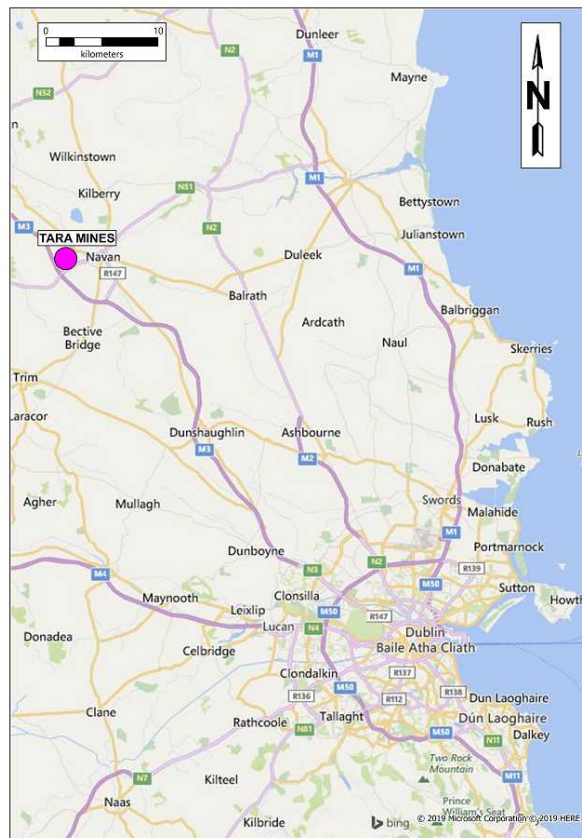 0
10
kilometers
Dunleer
N2
M1
N
Mayne
N52
n
Wilkinstown
Kilberry
N51
M1
Bettystown
M3
N2
Julianstown
TARA MINES
Navan
R147
Duleek
M1
Balrath
Balbriggan
Ardcath
Bective
Bridge
Naul
Skerries
Trim
Laracor
Lusk
Rush
Dunshaughlin
Ashbourne
M3
M2
Donabate
Agher
Mullagh
Swords
Malahide
M1
Portmarnock
Dunboyne
N3
N2
R139
M4
M50
Maynooth
Clonsilla
Sutton
Howth
Leixlip
M50
R147
Lucan
N4
Dublin
Baile Atha Cliath
Donadea
Celbridge
Clondalkin
R137
M50
R136
R112
R138
Dun Laoghaire
Clane
Rathcoole
Tallaght
Dún Laoghaire
N81
M50
N11
Dalkey
Two Rock
Mountain
N7
Kilteel
M11
Naas
Prince
William's Seat
Kilbride
bing
© 2019 Microsoft Corporation © 2019 HERE